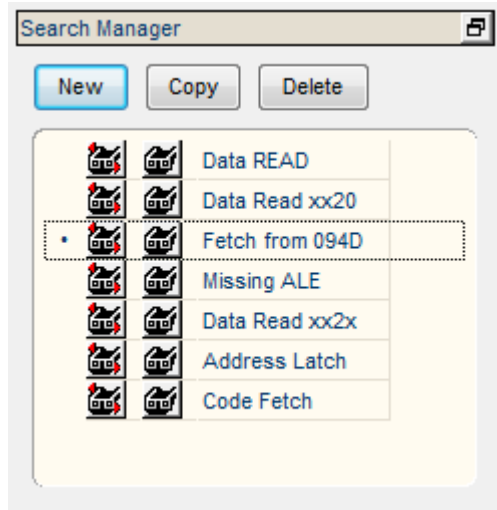 Search Manager
New Copy Delete
Data READ
Data Read xx20
Fetch from 094D
Missing ALE
Data Read xx2x
Address Latch
Code Fetch